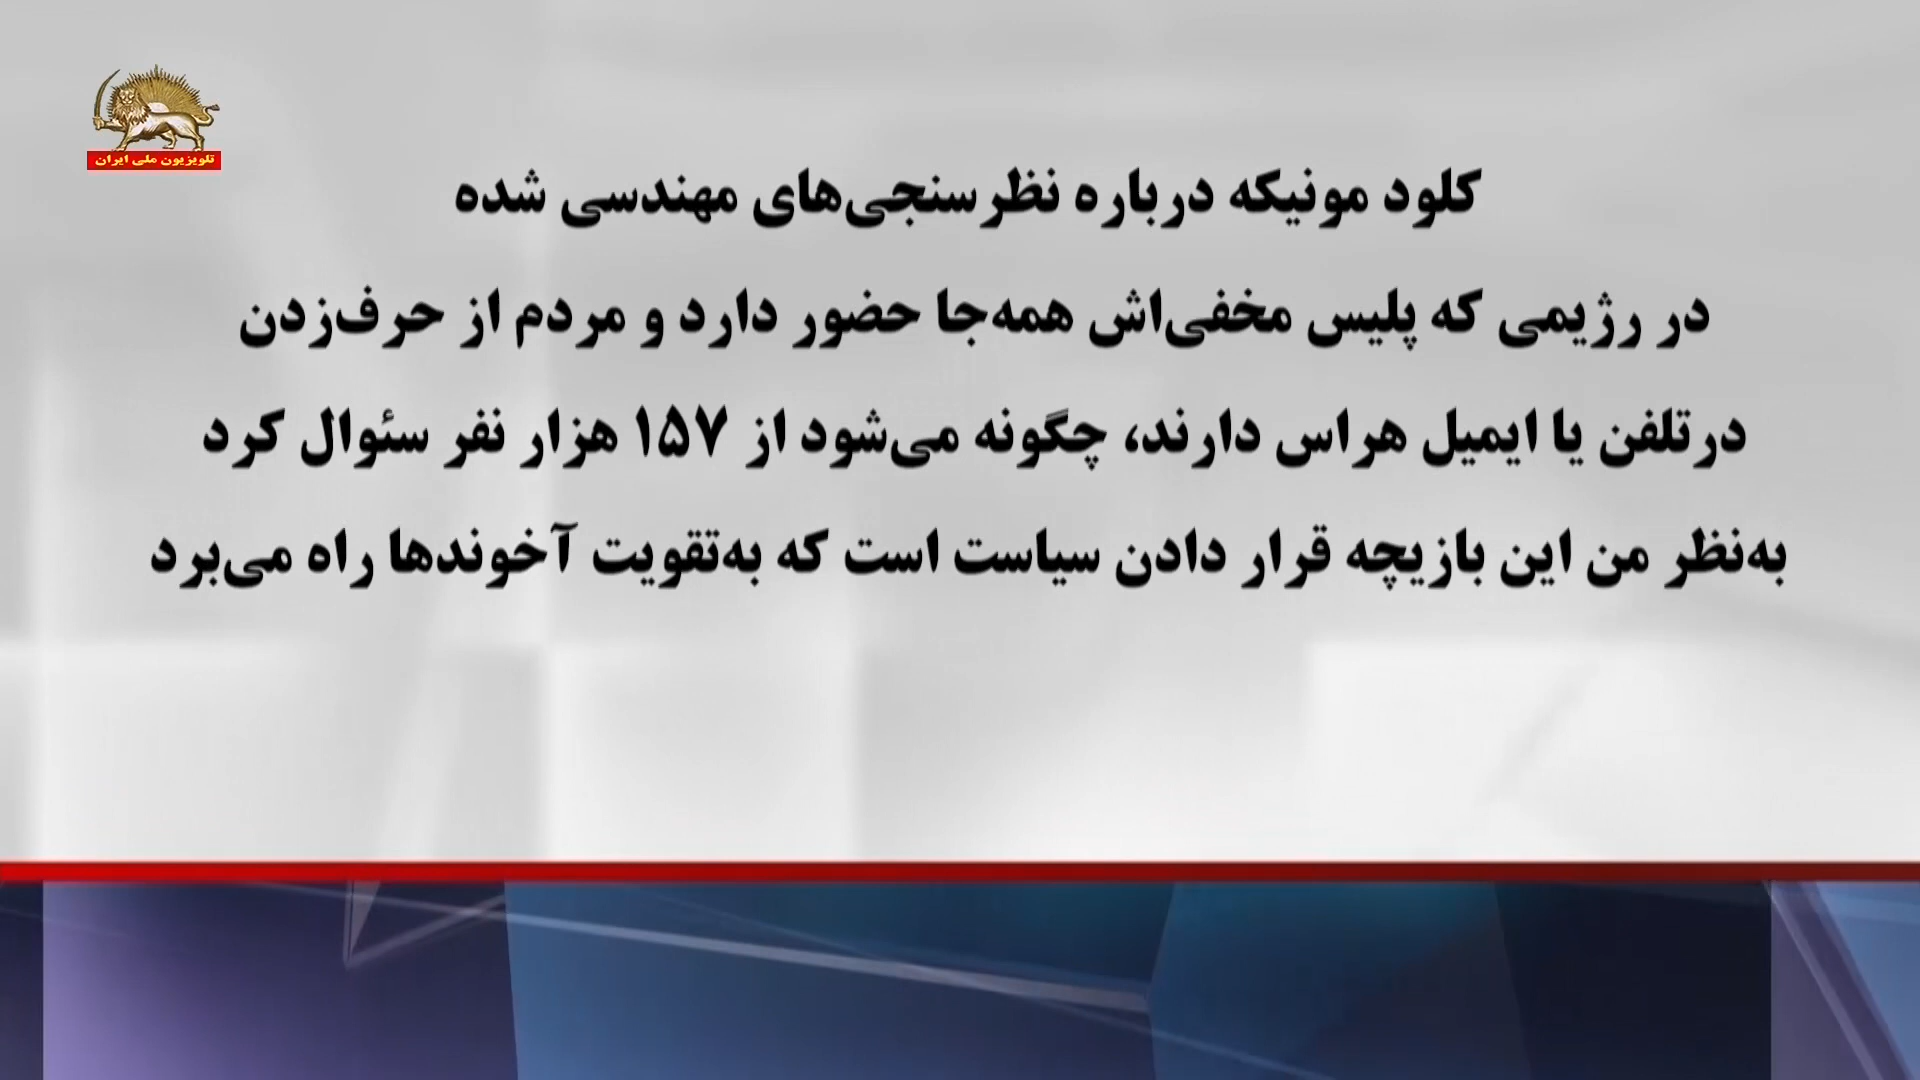 تلویزیون ملی ایران
کلود مونیکه درباره نظرسنجی‌های مهندسی شده
در رژیمی که پلیس مخفی‌اش همه‌جا حضور دارد و مردم از حرف‌زدن
درتلفن یا ایمیل هراس دارند، چگونه می‌شود از ۱۵۷ هزار نفر سئوال کرد
به‌نظر من این بازیچه قرار دادن سیاست است که به‌تقویت آخوندها راه می‌برد